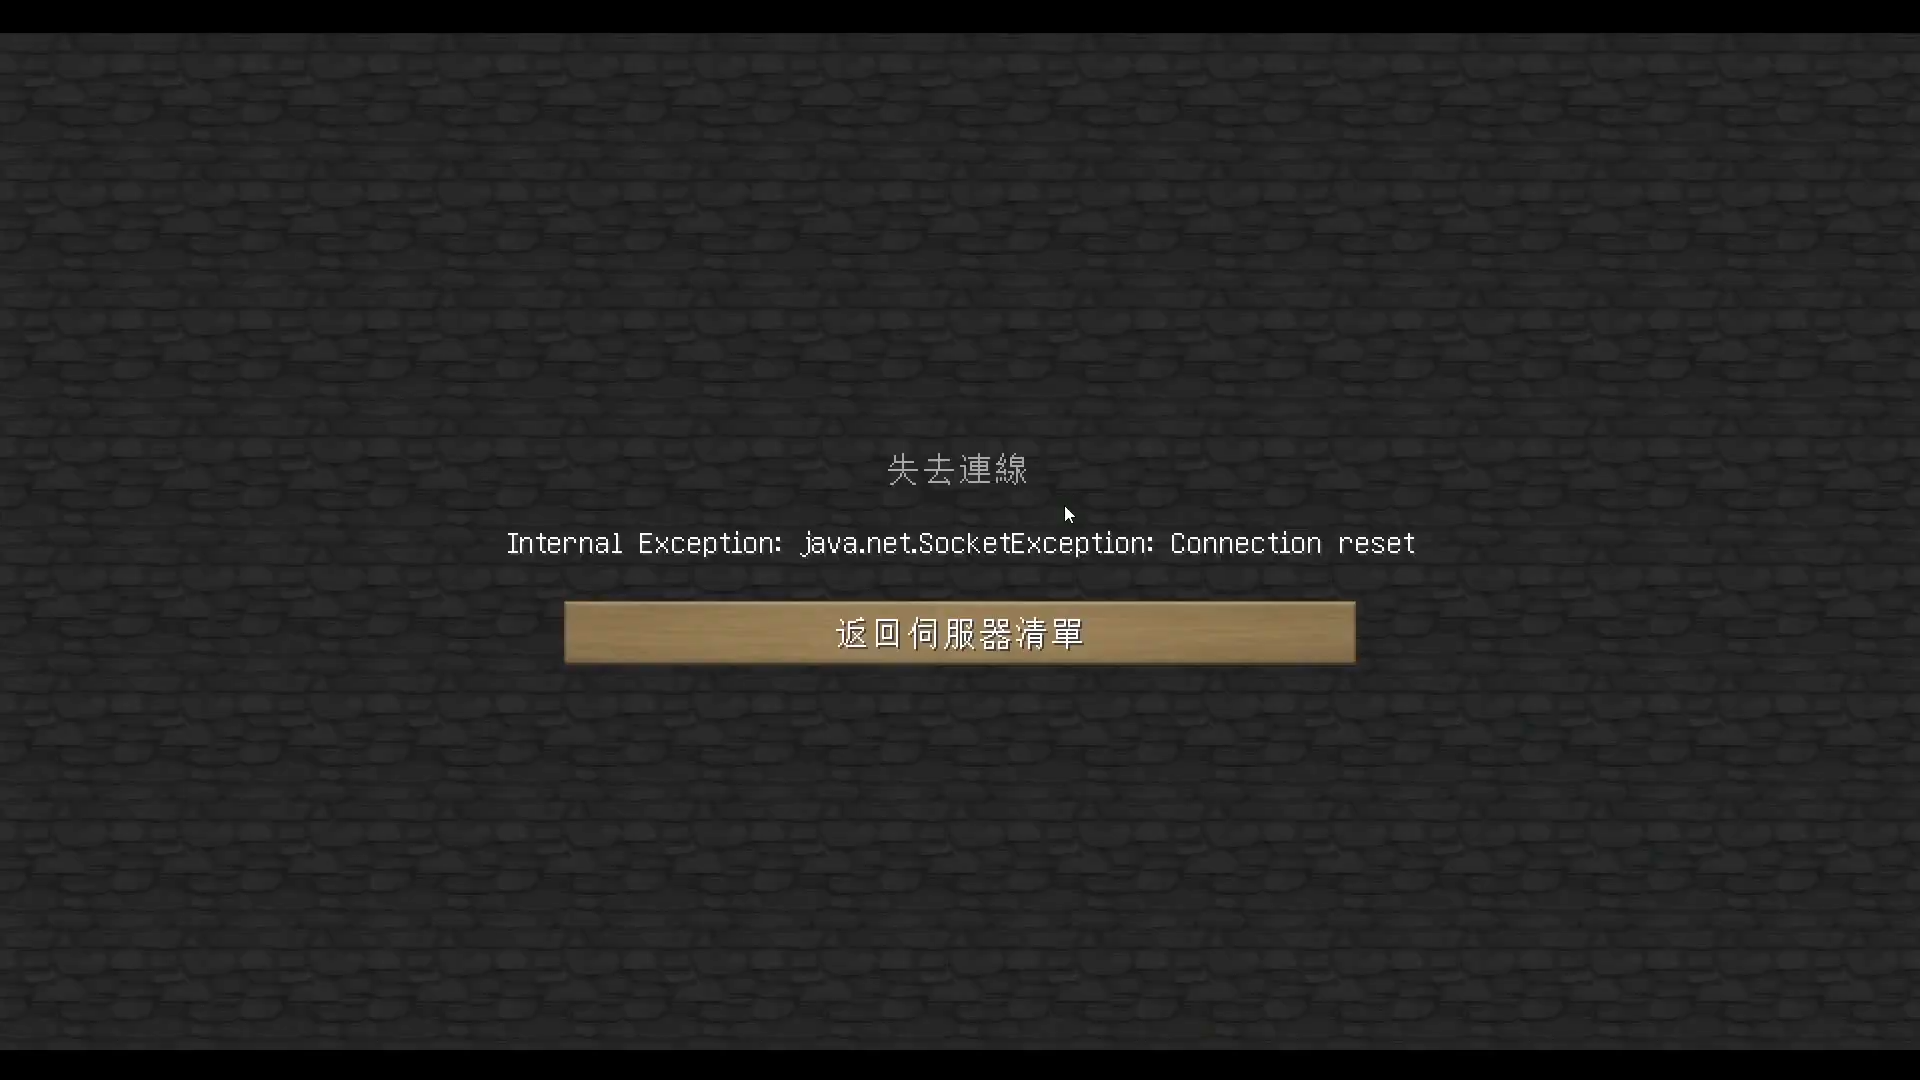 失去連線
Internal Exception: java.net.SocketException: Connection reset
返回伺服器清單